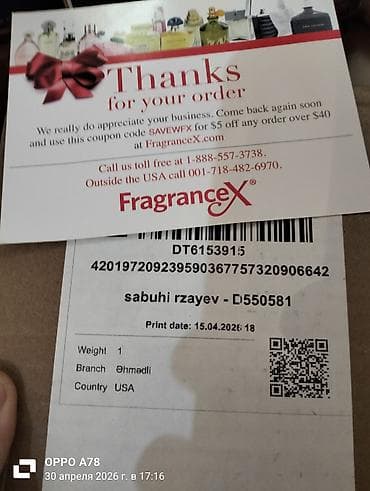 Thanks
for your order
We really do appreciate your business. Come back again soon
and use this coupon code SAVEWFX for $5 off any order over $40
at FragranceX.com
Call us toll free at 1-888-557-3738.
Outside the USA call 001-718-482-6970.
FragranceX®
DT6153915
420197209239590367757320906642
sabuhi rzayev - D550581
Print date: 15.04.2026 18
Weight 1
Branch Əhmədli
Country USA
OPPO A78
30 апреля 2026 г. в 17:16